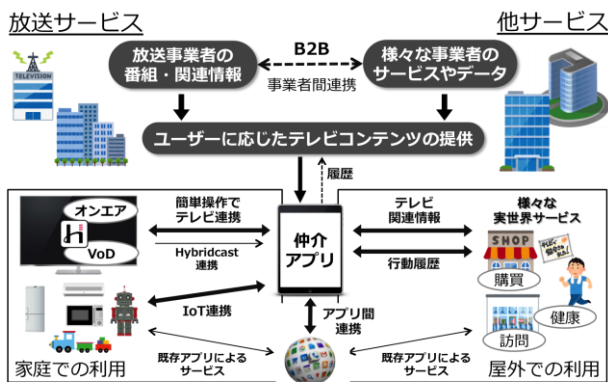 放送サービス
他サービス
TELEVISION
放送事業者の
番組・関連情報
B2B
事業者間連携
様々な事業者の
サービスやデータ
ユーザーに応じたテレビコンテンツの提供
履歴
オンエア
h
VoD
簡単操作で
テレビ連携
Hybridcast
連携
仲介
アプリ
テレビ
関連情報
行動履歴
様々な
実世界サービス
SHOP
購買
健康
訪問
IoT連携
アプリ間
連携
既存アプリによる
サービス
既存アプリによる
サービス
家庭での利用
屋外での利用